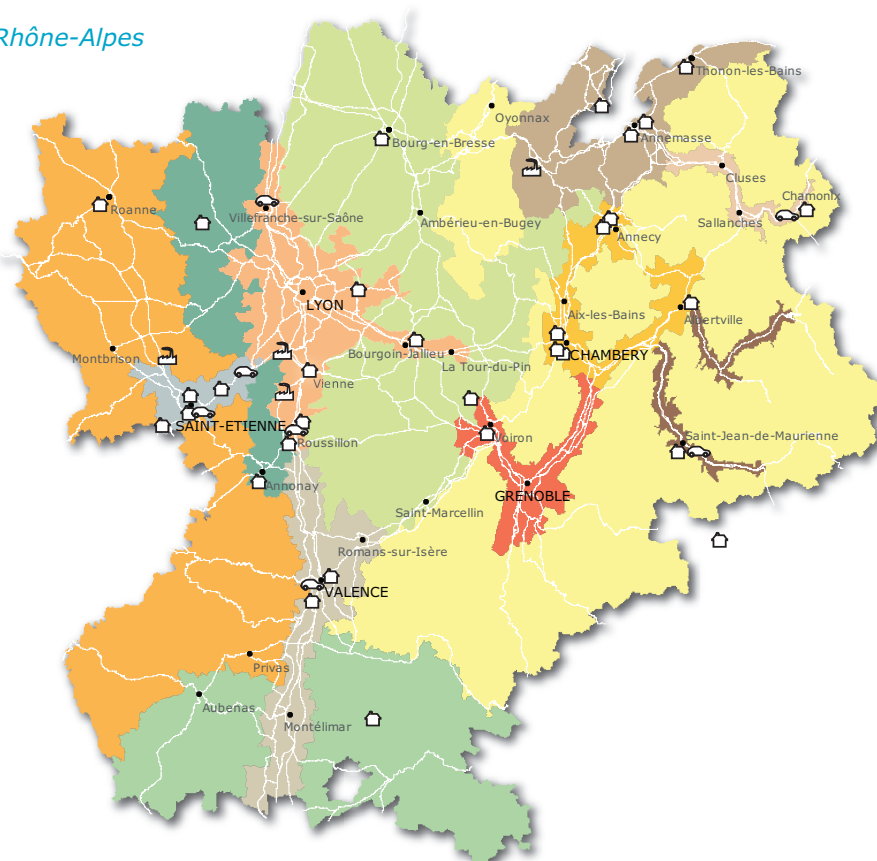 Rhône-Alpes
Thonon-les-Bains
Oyonnax
Annemasse
Bourg-en-Bresse
Cluses
Chamonix
Roanne
Villefranche-sur-Saône
Sallanches
Ambérieu-en-Bugey
Annecy
LYON
Aix-les-Bains
Albertville
Montbrison
Bourgoin-Jallieu
CHAMBERY
La Tour-du-Pin
Vienne
SAINT-ETIENNE
Voiron
Saint-Jean-de-Maurienne
Roussillon
Annonay
GRENOBLE
Saint-Marcellin
Romans-sur-Isère
VALENCE
Privas
Aubenas
Montélimar